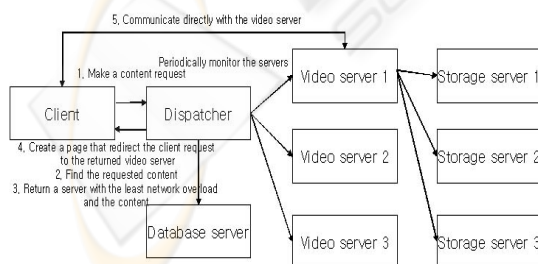 5. Communicate directly with the video server
Periodically monitor the servers
1. Make a content request
Client
Dispatcher
Video server 1
Storage server 1
4. Create a page that redirect the client request
to the returned video server
2. Find the requested content
3. Return a server with the least network overload
and the content
Video server 2
Storage server 2
Database server
Video server 3
Storage server 3